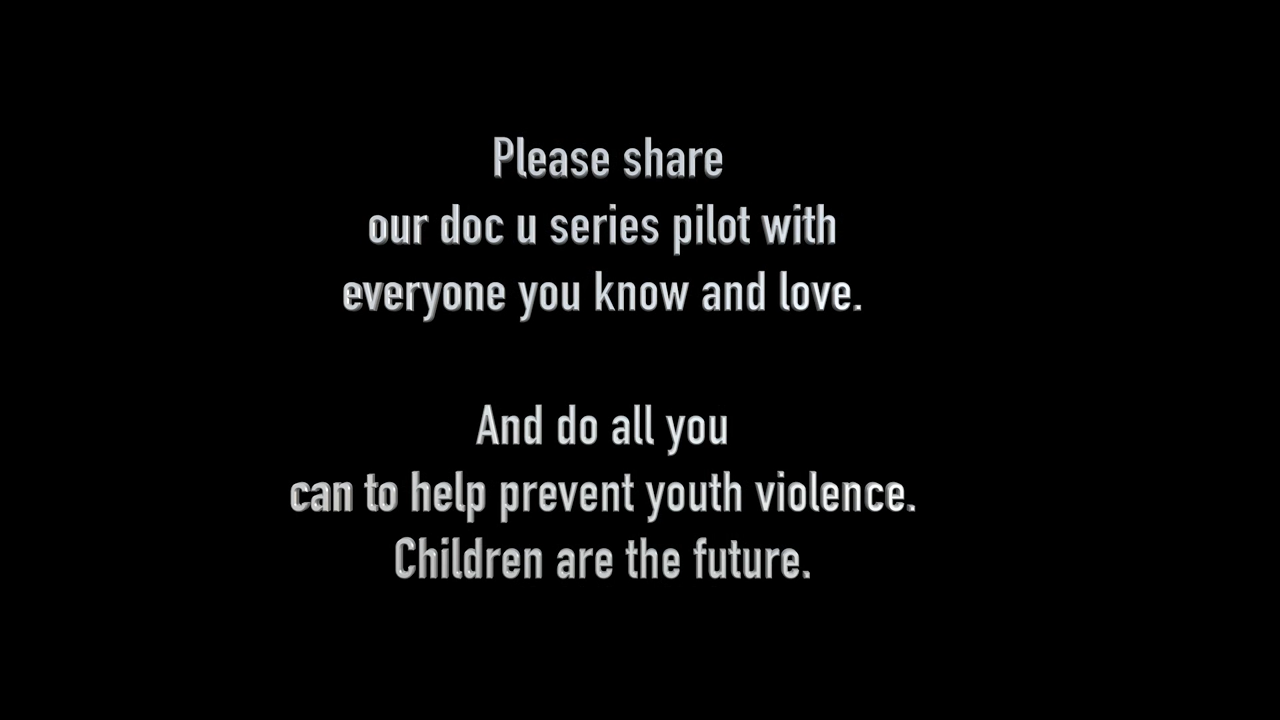 Please share
our doc u series pilot with
everyone you know and love.
And do all you
can to help prevent youth violence.
Children are the future.